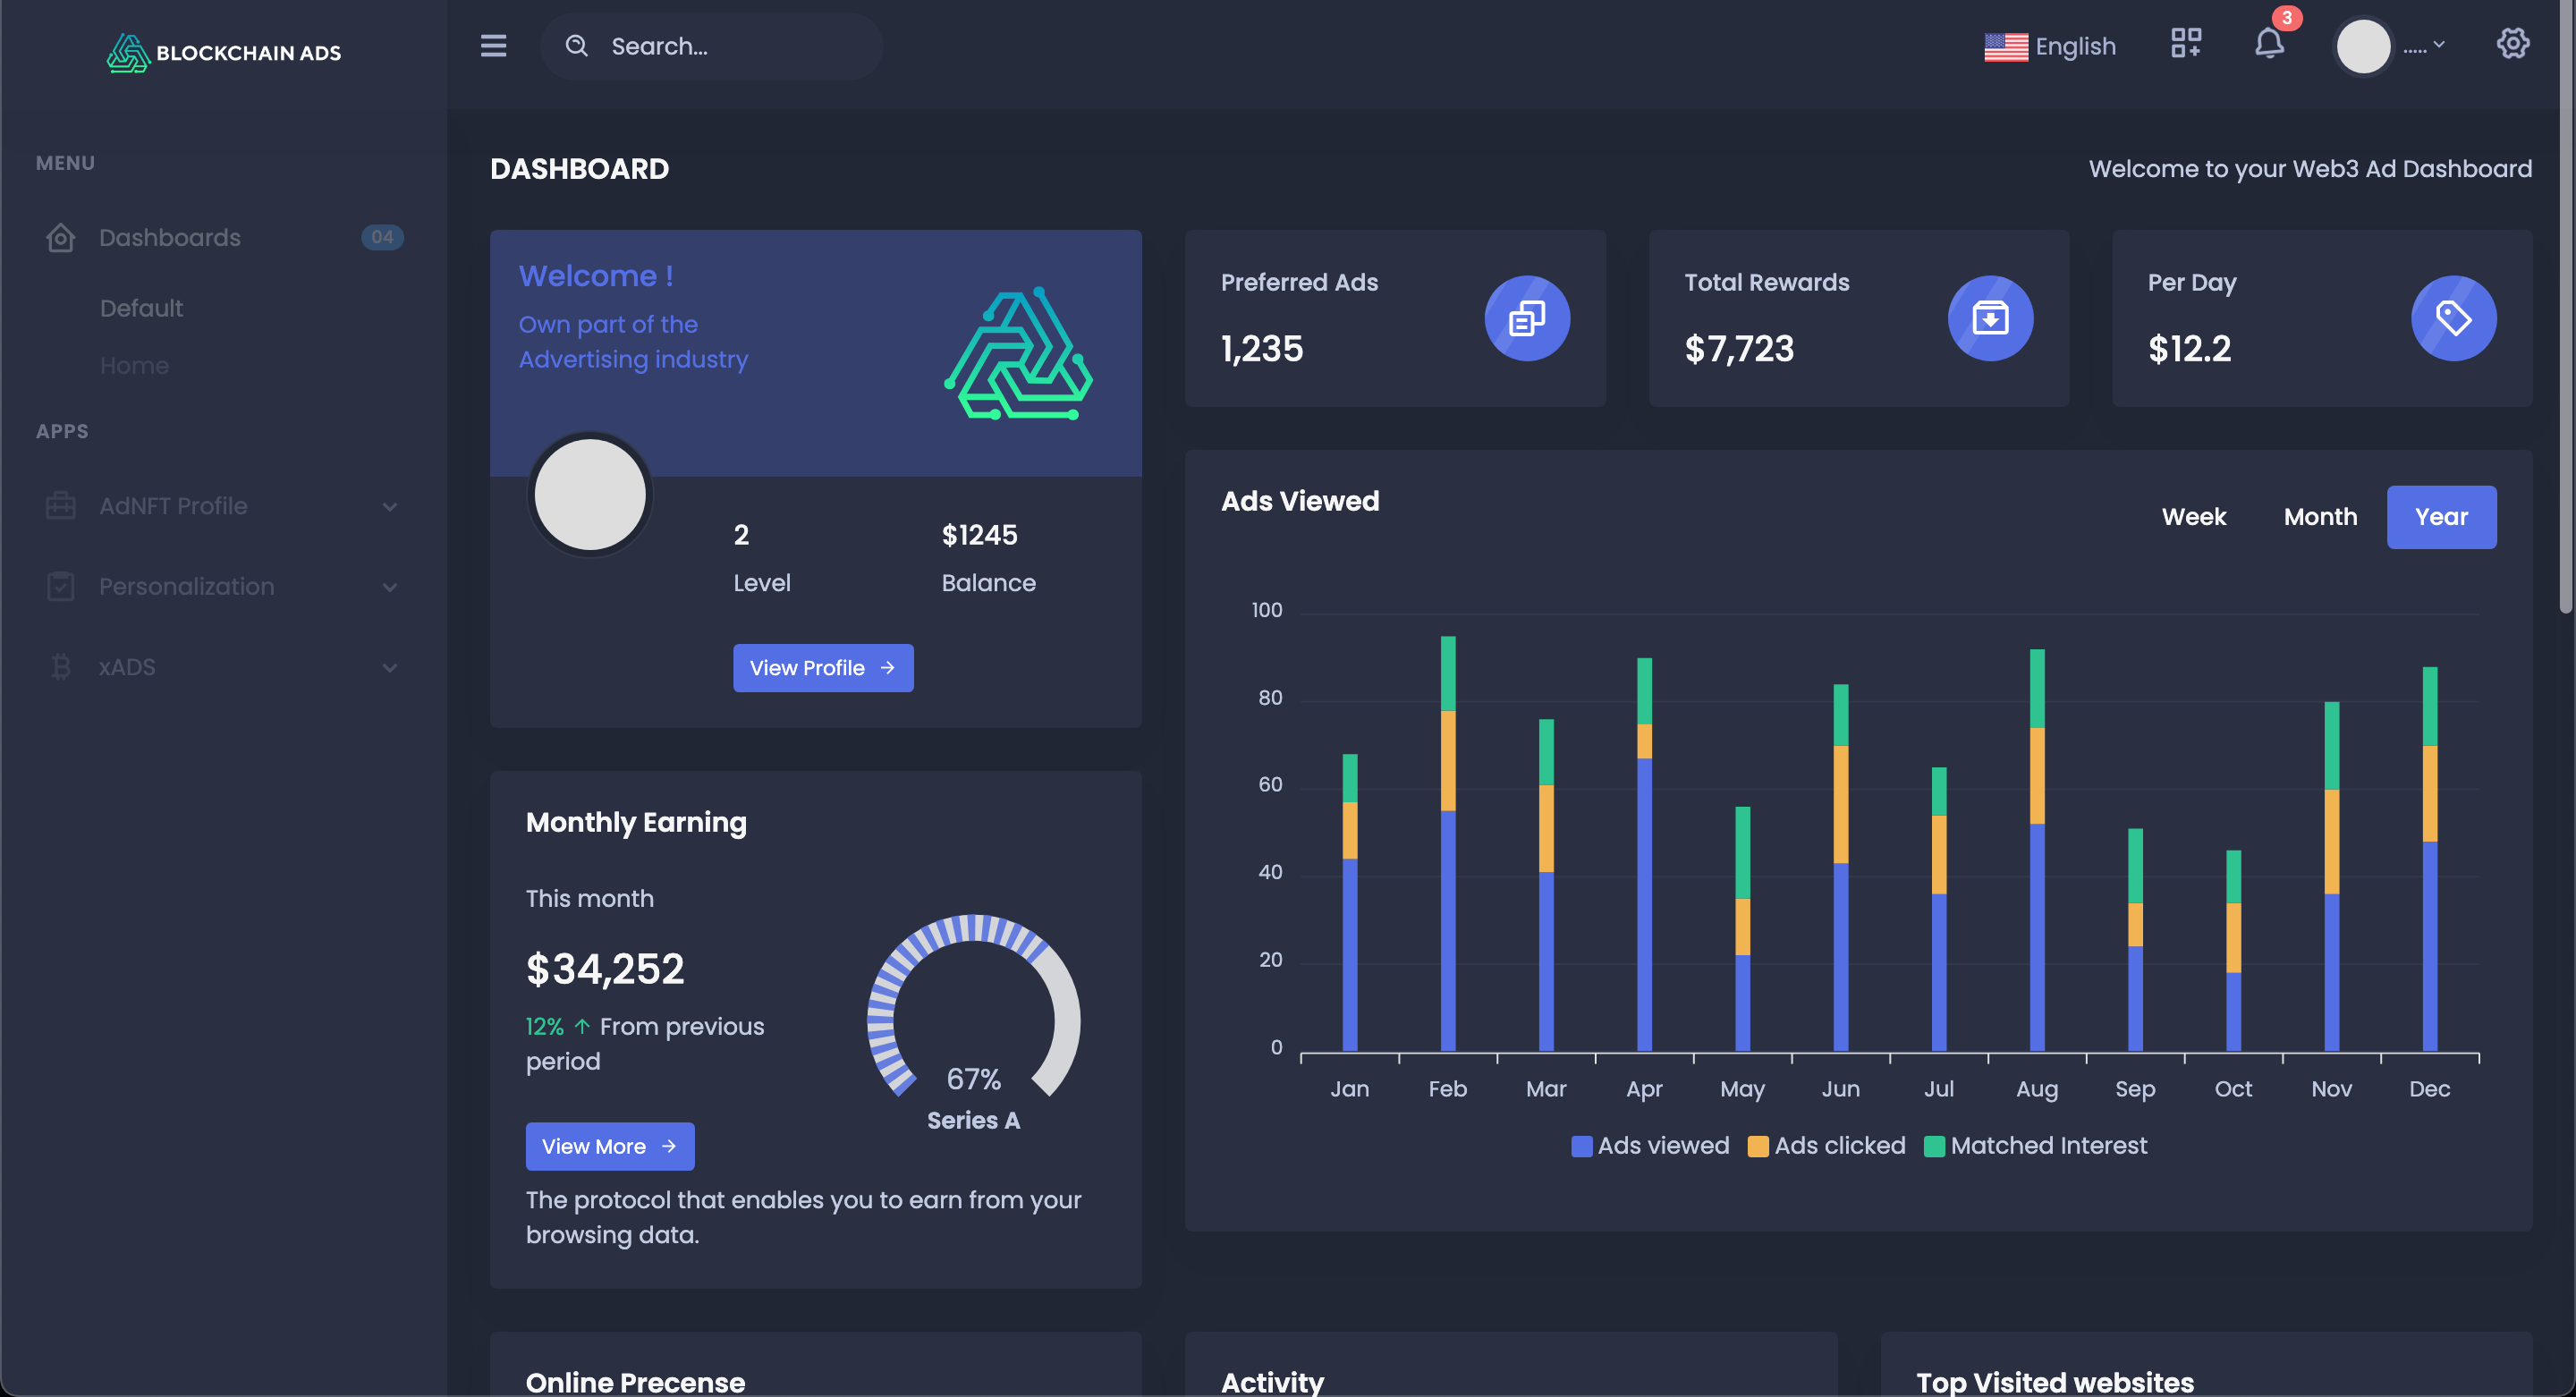 BLOCKCHAIN ADS
Search...
English
3
.....
MENU
Dashboards
04
Default
Home
APPS
AdNFT Profile
Personalization
xADS
DASHBOARD
Welcome to your Web3 Ad Dashboard
Welcome !
Own part of the
Advertising industry
2
Level
$1245
Balance
View Profile
Preferred Ads
1,235
Total Rewards
$7,723
Per Day
$12.2
Monthly Earning
This month
$34,252
12% ↑ From previous
period
67%
Series A
View More
The protocol that enables you to earn from your
browsing data.
Ads Viewed
Week
Month
Year
100
80
60
40
20
0
Jan Feb Mar Apr May Jun Jul Aug Sep Oct Nov Dec
Ads viewed Ads clicked Matched Interest
Online Precense
Activity
Top Visited websites